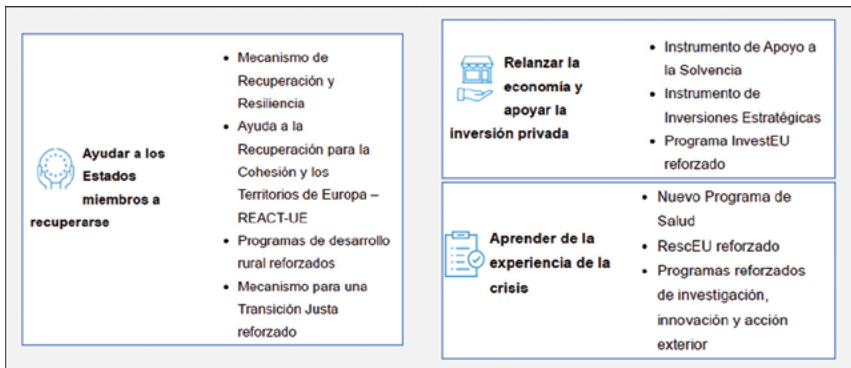 Ayudar a los
Estados
miembros a
recuperarse
• Mecanismo de
Recuperación y
Resiliencia
• Ayuda a la
Recuperación para la
Cohesión y los
Territorios de Europa –
REACT-UE
• Programas de desarrollo
rural reforzados
• Mecanismo para una
Transición Justa
reforzado
Relanzar la
economía y
apoyar la
inversión privada
• Instrumento de Apoyo a
la Solvencia
• Instrumento de
Inversiones Estratégicas
• Programa InvestEU
reforzado
Aprender de la
experiencia de la
crisis
• Nuevo Programa de
Salud
• RescEU reforzado
• Programas reforzados
de investigación,
innovación y acción
exterior